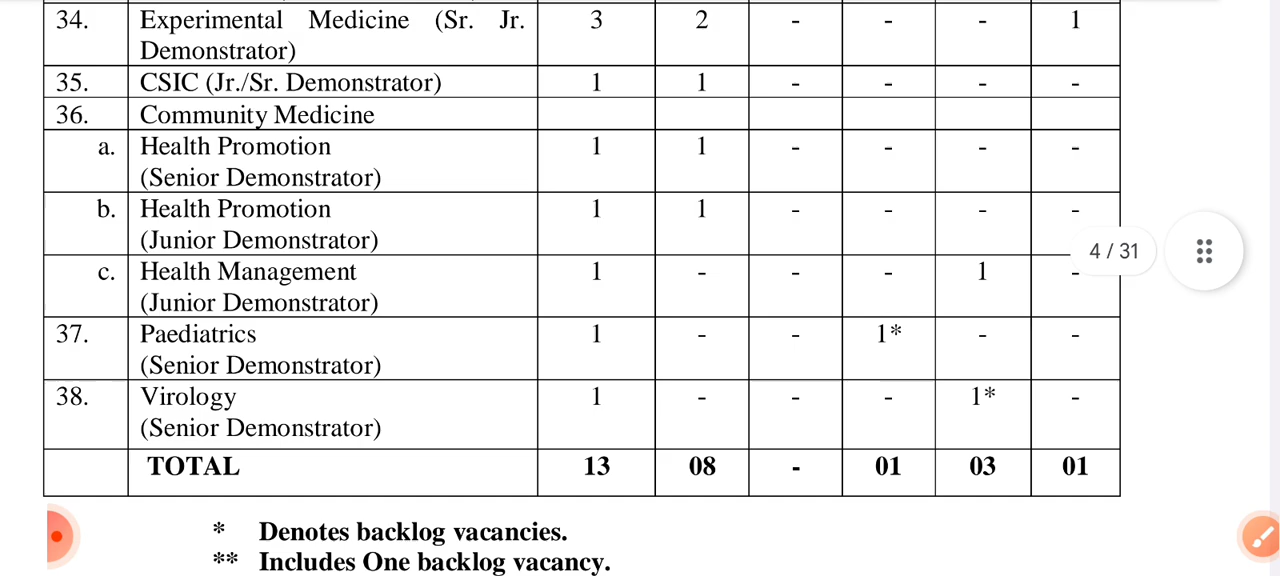 34. Experimental Medicine (Sr. Jr. 3 2 - - - 1
Demonstrator)
35. CSIC (Jr./Sr. Demonstrator) 1 1 - - - -
36. Community Medicine
a. Health Promotion 1 1 - - - -
(Senior Demonstrator)
b. Health Promotion 1 1 - - - -
(Junior Demonstrator)
4 / 31
c. Health Management 1 - - - 1 -
(Junior Demonstrator)
37. Paediatrics 1 - - 1* - -
(Senior Demonstrator)
38. Virology 1 - - - 1* -
(Senior Demonstrator)
TOTAL 13 08 - 01 03 01
* Denotes backlog vacancies.
** Includes One backlog vacancy.